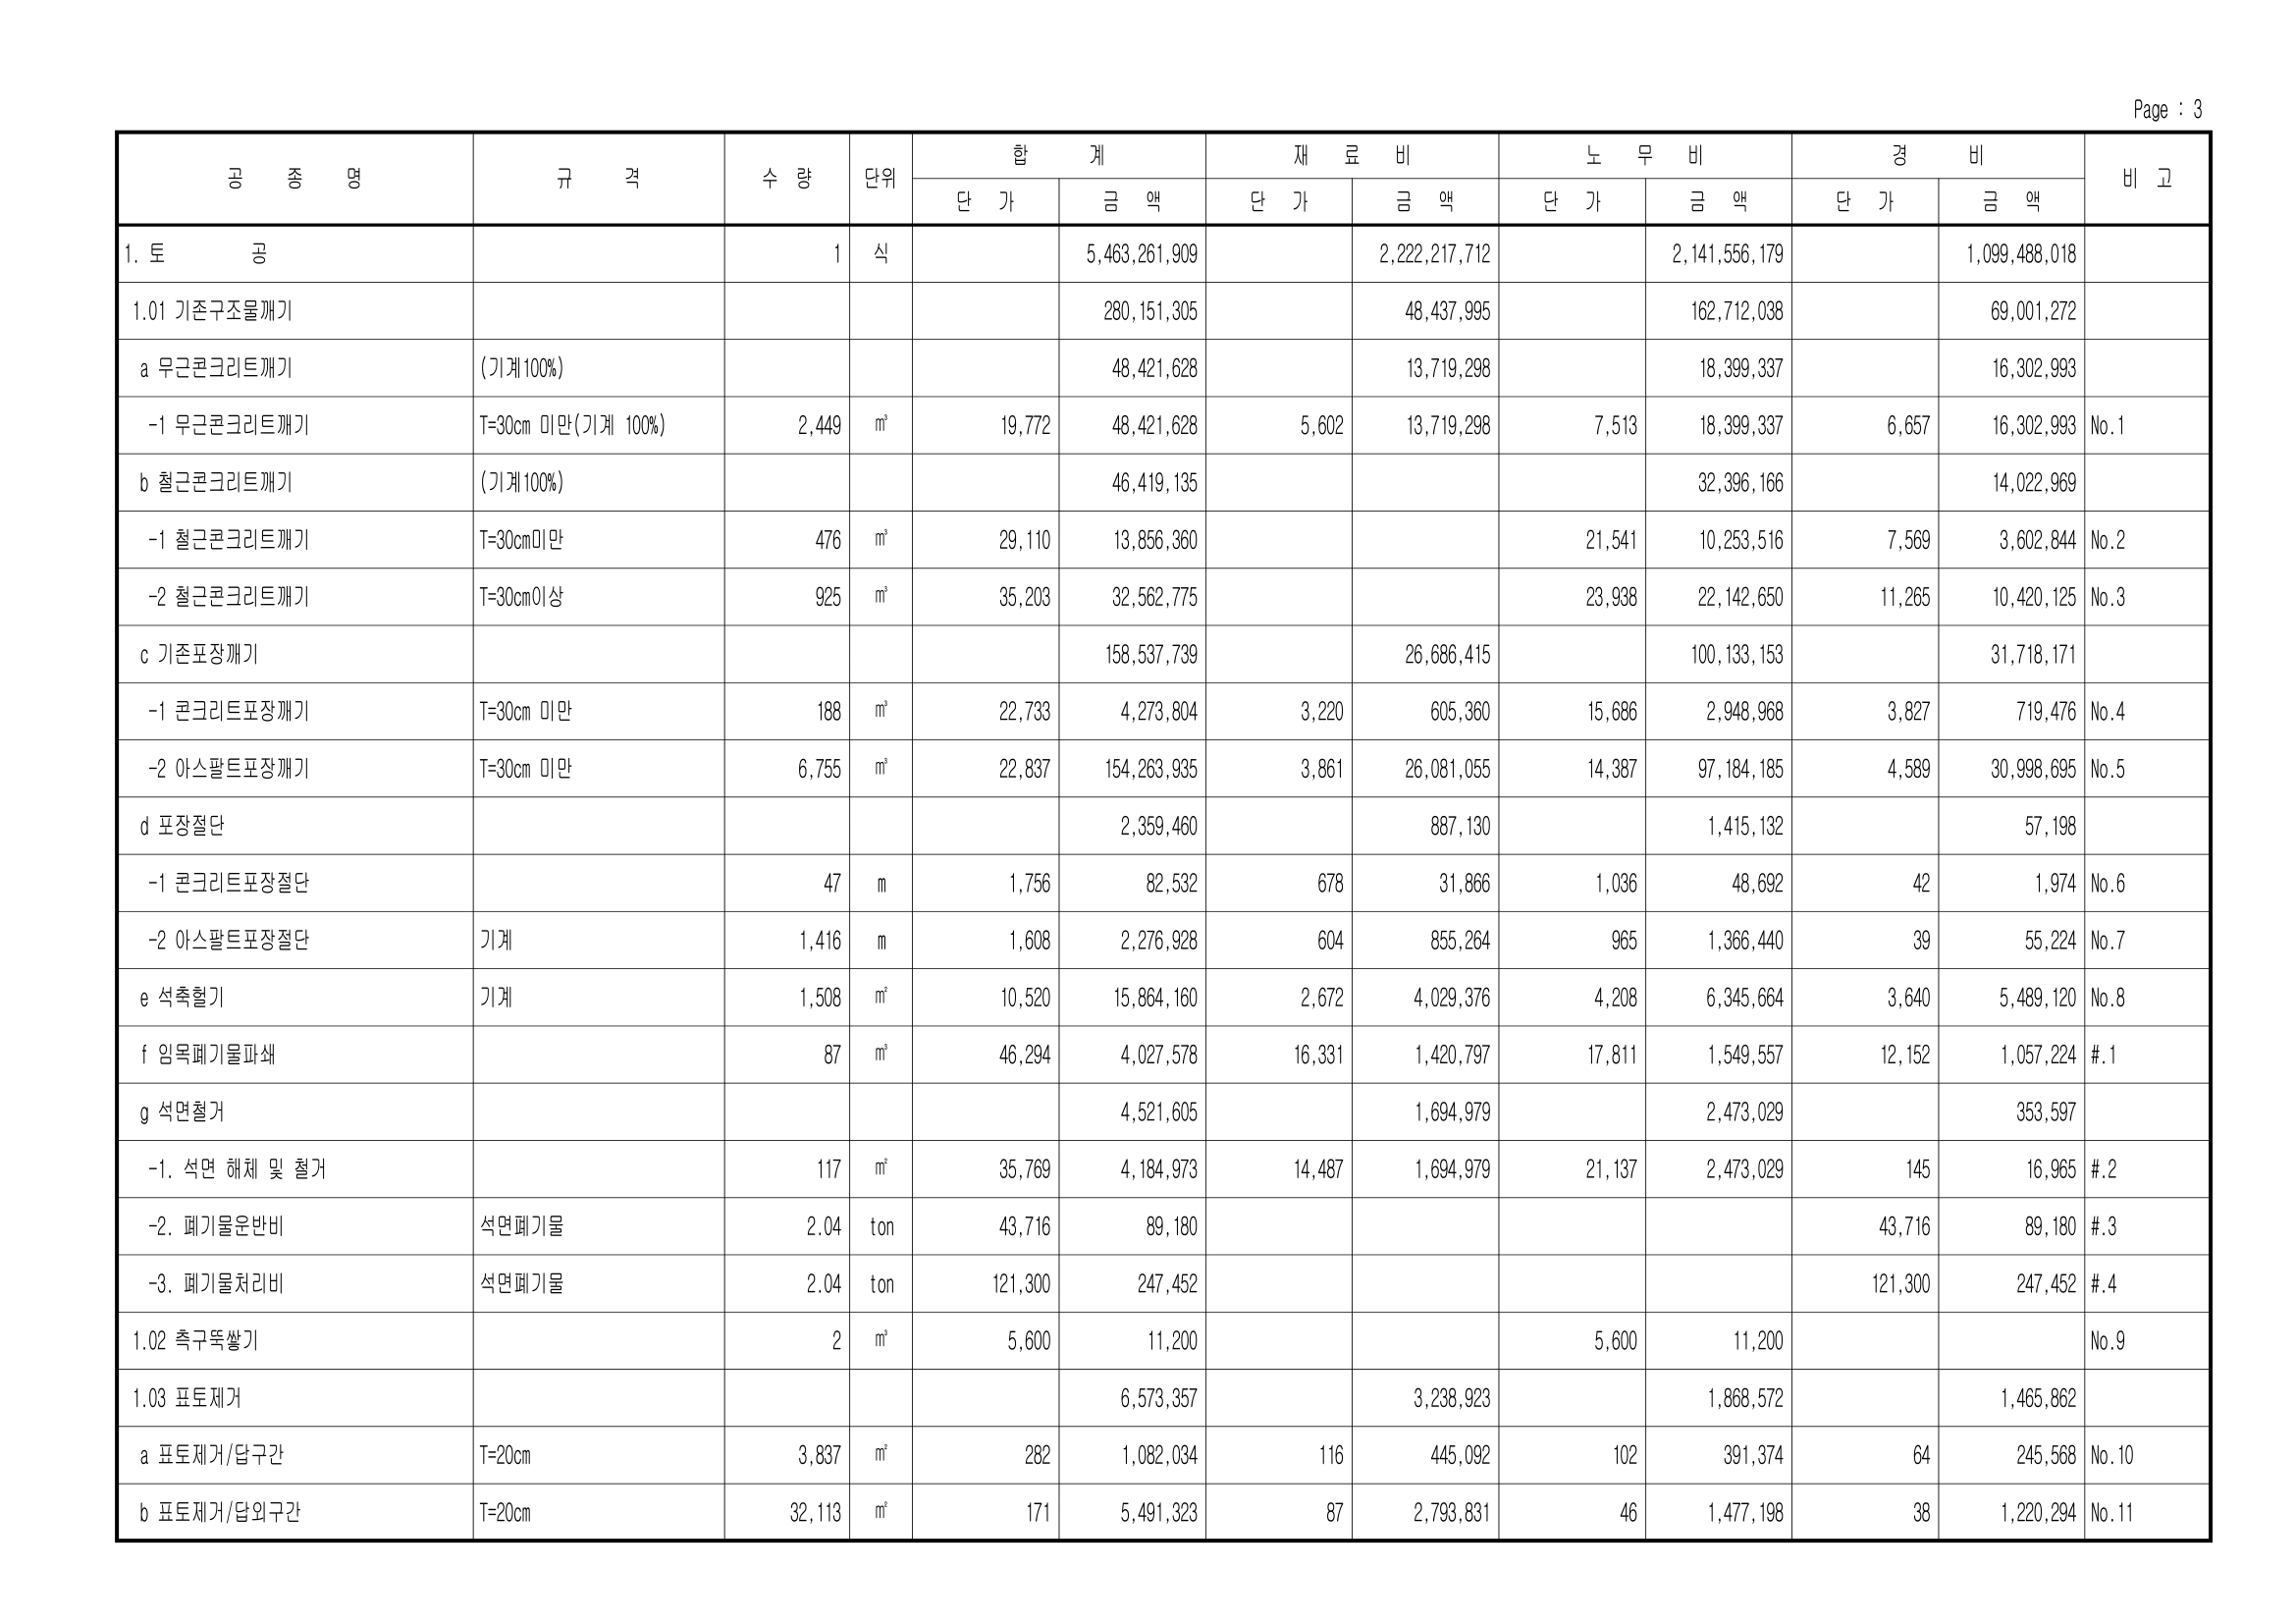 Page : 3
공 종 명 규 격 수 량 단위 합 계 재 료 비 노 무 비 경 비 비 고
단 가 금 액 단 가 금 액 단 가 금 액 단 가 금 액
1. 토 공 1 식 5,463,261,909 2,222,217,712 2,141,556,179 1,099,488,018
1.01 기존구조물깨기 280,151,305 48,437,995 162,712,038 69,001,272
a 무근콘크리트깨기 (기계100%) 48,421,628 13,719,298 18,399,337 16,302,993
-1 무근콘크리트깨기 T=30cm 미만(기계 100%) 2,449 ㎥ 19,772 48,421,628 5,602 13,719,298 7,513 18,399,337 6,657 16,302,993 No.1
b 철근콘크리트깨기 (기계100%) 46,419,135 32,396,166 14,022,969
-1 철근콘크리트깨기 T=30cm미만 476 ㎥ 29,110 13,856,360 21,541 10,253,516 7,569 3,602,844 No.2
-2 철근콘크리트깨기 T=30cm이상 925 ㎥ 35,203 32,562,775 23,938 22,142,650 11,265 10,420,125 No.3
c 기존포장깨기 158,537,739 26,686,415 100,133,153 31,718,171
-1 콘크리트포장깨기 T=30cm 미만 188 ㎥ 22,733 4,273,804 3,220 605,360 15,686 2,948,968 3,827 719,476 No.4
-2 아스팔트포장깨기 T=30cm 미만 6,755 ㎥ 22,837 154,263,935 3,861 26,081,055 14,387 97,184,185 4,589 30,998,695 No.5
d 포장절단 2,359,460 887,130 1,415,132 57,198
-1 콘크리트포장절단 47 m 1,756 82,532 678 31,866 1,036 48,692 42 1,974 No.6
-2 아스팔트포장절단 기계 1,416 m 1,608 2,276,928 604 855,264 965 1,366,440 39 55,224 No.7
e 석축헐기 기계 1,508 ㎡ 10,520 15,864,160 2,672 4,029,376 4,208 6,345,664 3,640 5,489,120 No.8
f 임목폐기물파쇄 87 ㎥ 46,294 4,027,578 16,331 1,420,797 17,811 1,549,557 12,152 1,057,224 #.1
g 석면철거 4,521,605 1,694,979 2,473,029 353,597
-1. 석면 해체 및 철거 117 ㎡ 35,769 4,184,973 14,487 1,694,979 21,137 2,473,029 145 16,965 #.2
-2. 폐기물운반비 석면폐기물 2.04 ton 43,716 89,180 43,716 89,180 #.3
-3. 폐기물처리비 석면폐기물 2.04 ton 121,300 247,452 121,300 247,452 #.4
1.02 측구뚝쌓기 2 ㎥ 5,600 11,200 5,600 11,200 No.9
1.03 표토제거 6,573,357 3,238,923 1,868,572 1,465,862
a 표토제거/답구간 T=20cm 3,837 ㎡ 282 1,082,034 116 445,092 102 391,374 64 245,568 No.10
b 표토제거/답외구간 T=20cm 32,113 ㎡ 171 5,491,323 87 2,793,831 46 1,477,198 38 1,220,294 No.11